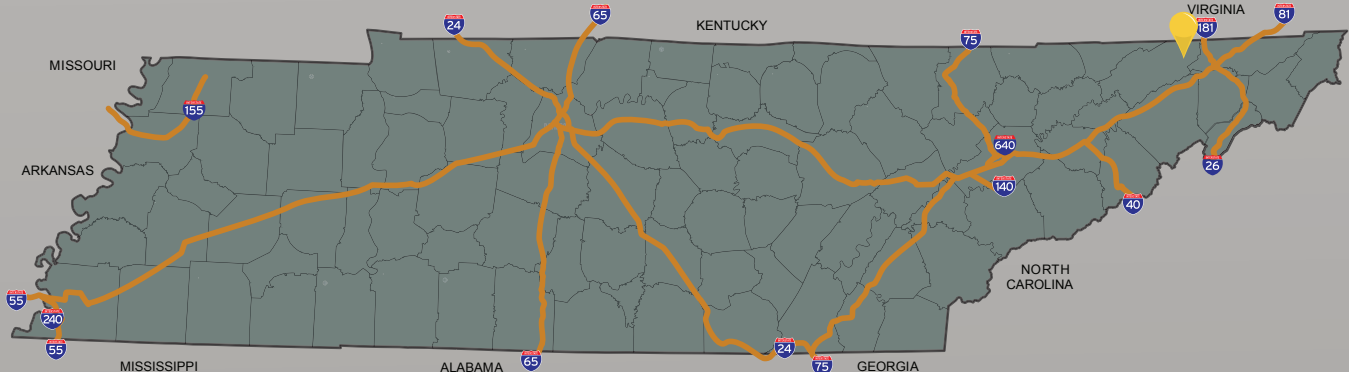 VIRGINIA
81
24
65
KENTUCKY
181
75
MISSOURI
155
640
ARKANSAS
26
140
40
NORTH
CAROLINA
55
240
55
MISSISSIPPI
ALABAMA
65
24
75
GEORGIA